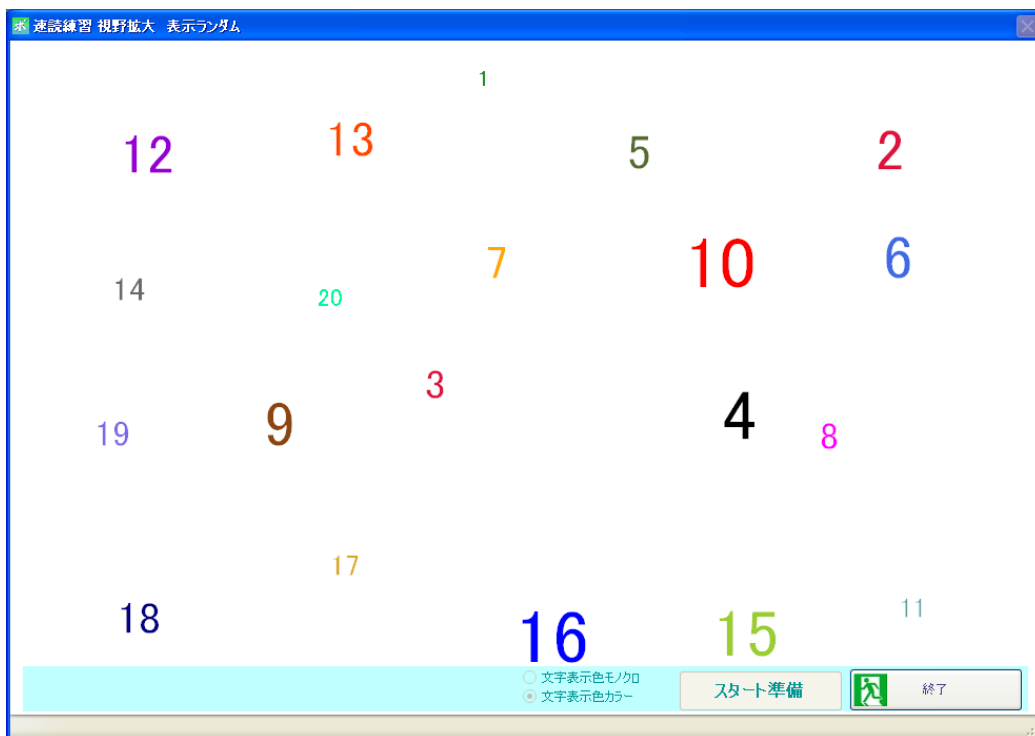 ボ 速読練習 視野拡大 表示ランダム
1
12 13 5 2
7 10 6
14 20
3
19 9 4 8
17
18 16 15 11
文字表示色モノクロ
文字表示色カラー
スタート準備
終了